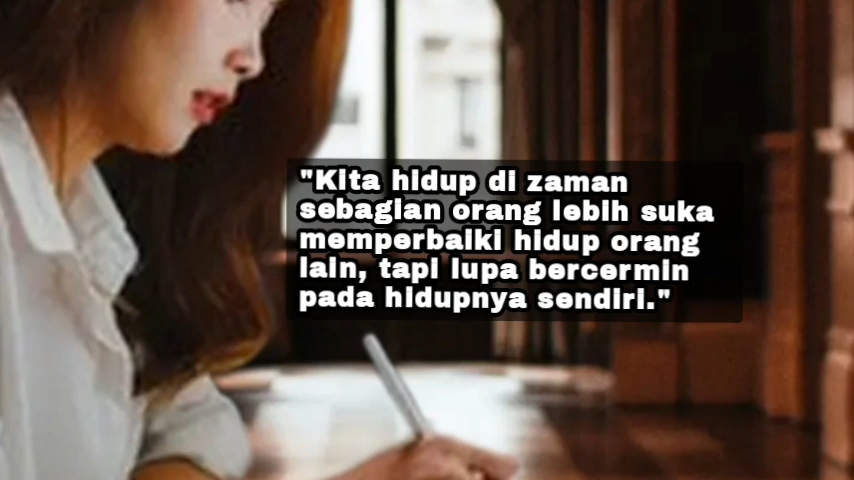 "Kita hidup di zaman
sebagian orang lebih suka
memperbaiki hidup orang
lain, tapi lupa bercermin
pada hidupnya sendiri."